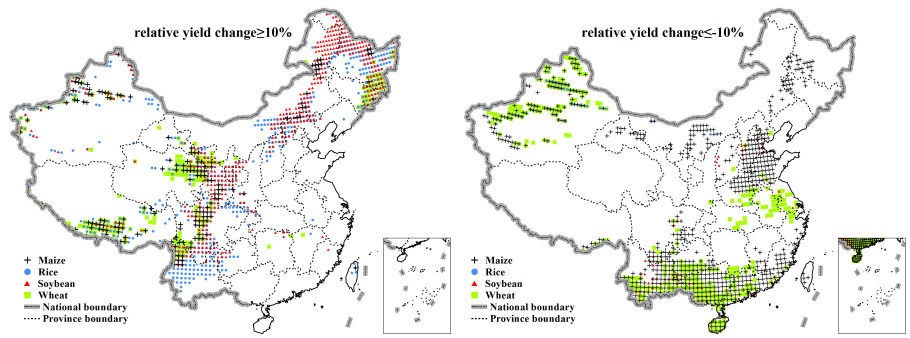 relative yield change≥10%
Maize
Rice
Soybean
Wheat
National boundary
Province boundary
relative yield change≤-10%
Maize
Rice
Soybean
Wheat
National boundary
Province boundary